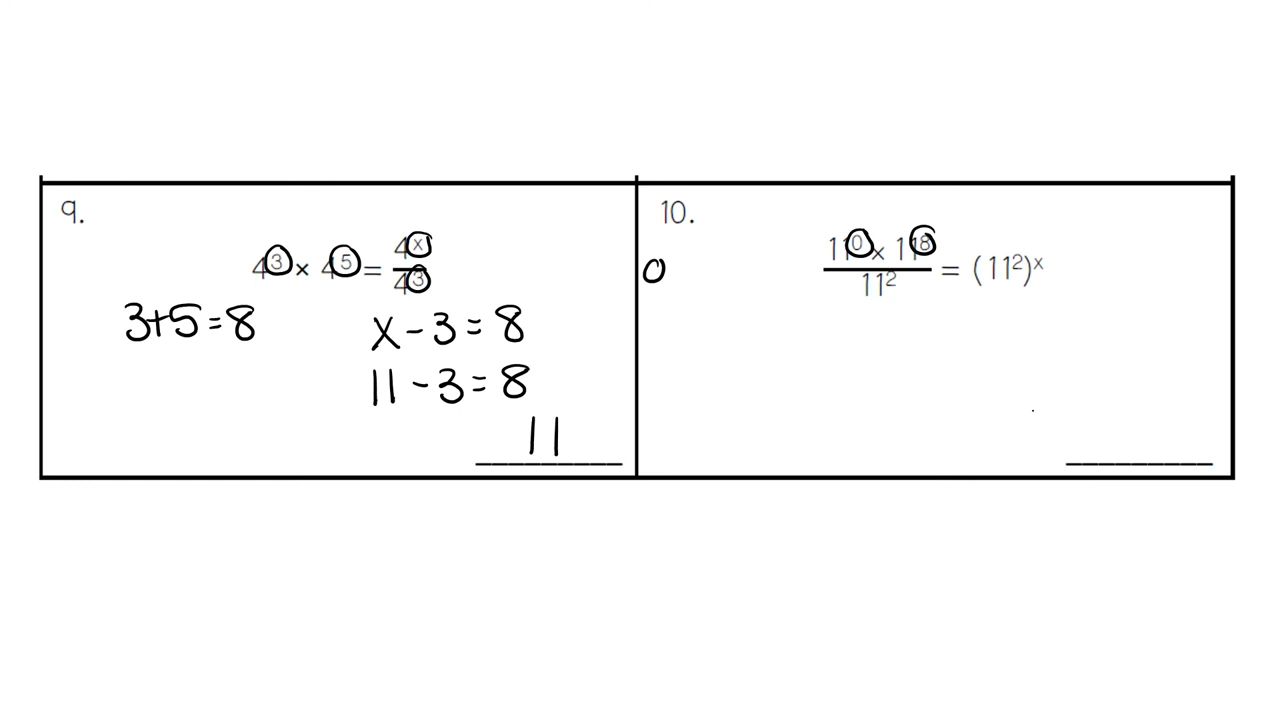 9.
4³ × 4⁵ = 4ˣ / 4³
3+5=8
x-3=8
11-3=8
11
10.
0
11⁰ x 11¹⁸ / 11² = (11²)ˣ